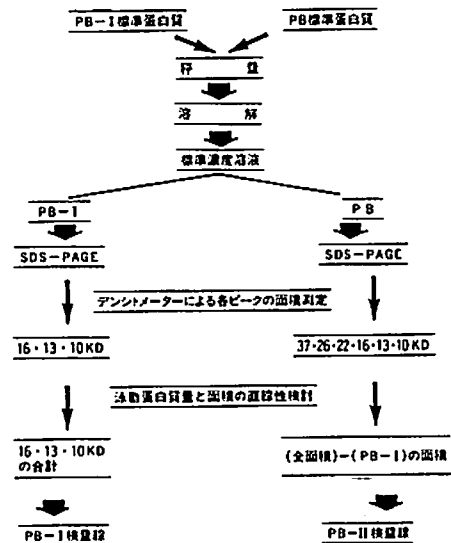 PB-I標準蛋白質
PB標準蛋白質
秤 量
溶 解
標準濃度溶液
PB-I
PB
SDS-PAGE
SDS-PAGE
デンシトメーターによる各ピークの面積測定
16・13・10KD
37・26・22・16・13・10KD
泳動蛋白質量と面積の直線性検討
16・13・10KD
の合計
(全面積)-(PB-I)の面積
PB-I検量線
PB-II検量線